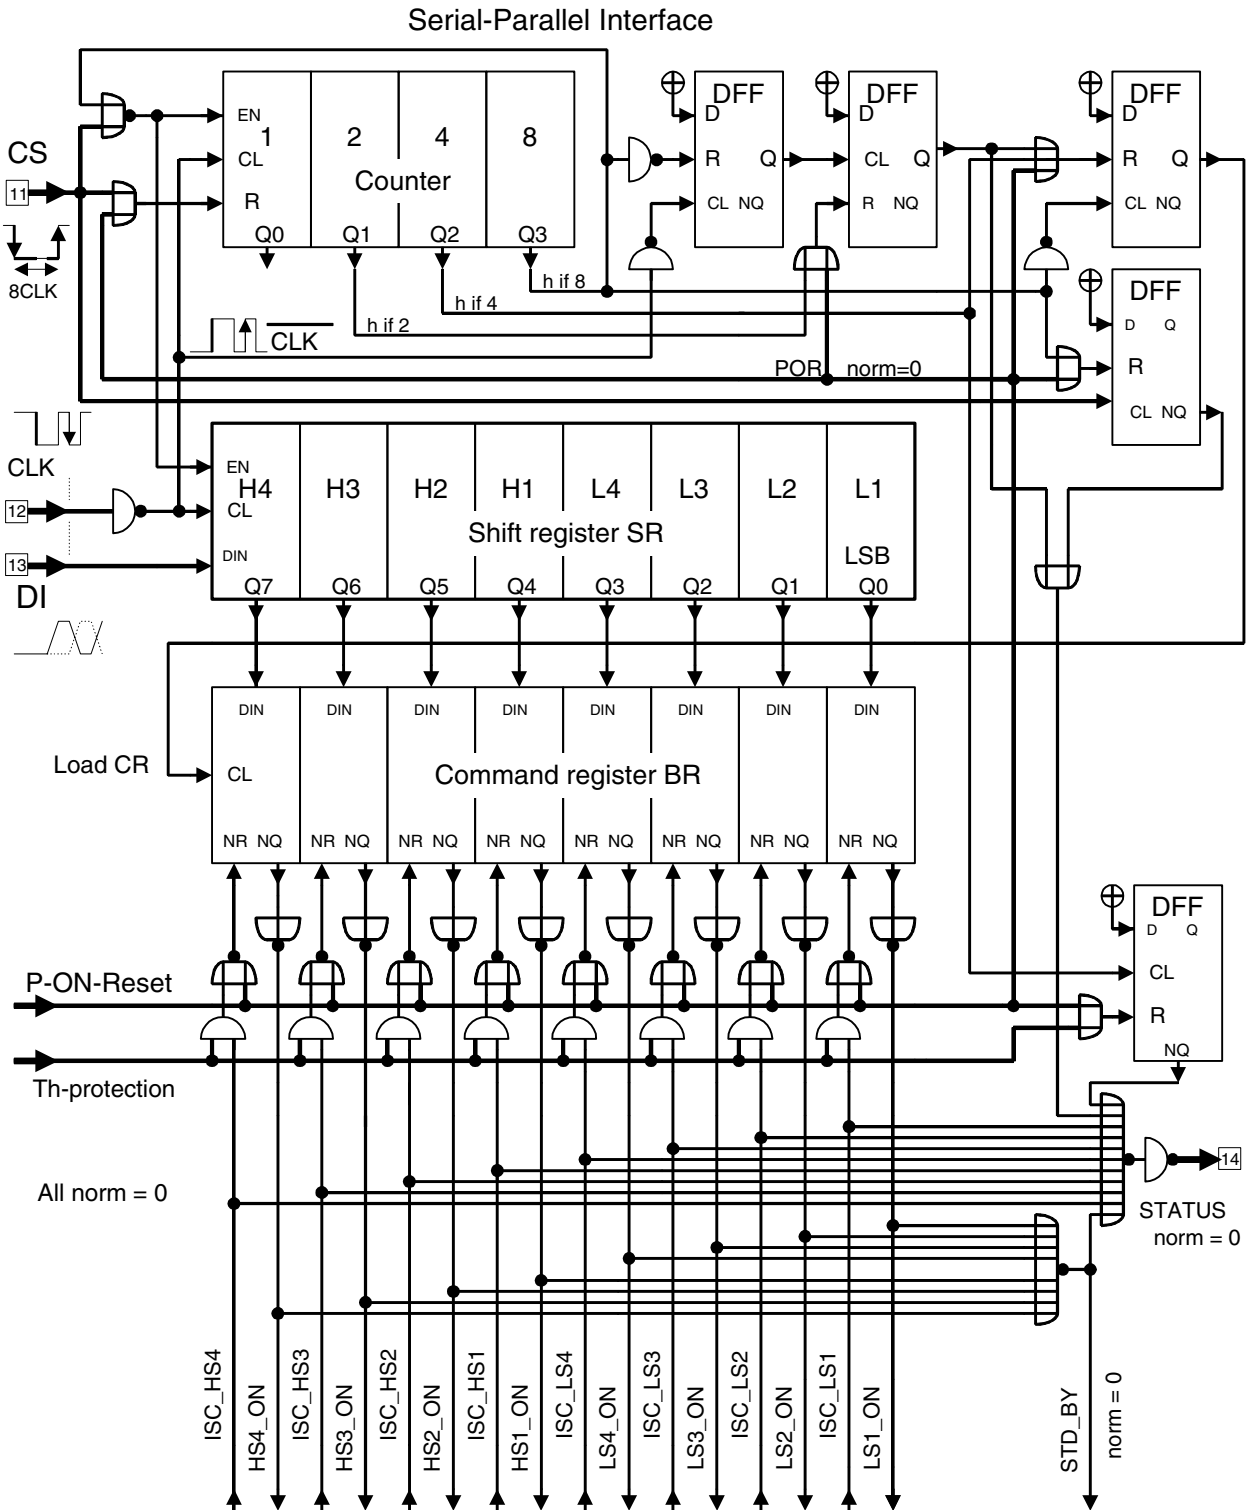 Serial-Parallel Interface
DFF DFF DFF
D D D
EN 1 2 4 8
CS
CL Counter
R Q CL Q R Q
11
R CL NQ R NQ CL NQ
Q0 Q1 Q2 Q3
8CLK
h if 8
DFF
h if 4
h if 2
CLK
D Q
POR norm=0
R
CL NQ
CLK
EN
H4 H3 H2 H1 L4 L3 L2 L1
12
CL
Shift register SR
DIN
LSB
13
DI
Q7 Q6 Q5 Q4 Q3 Q2 Q1 Q0
DIN DIN DIN DIN DIN DIN DIN DIN
Load CR
CL
Command register BR
NR NQ NR NQ NR NQ NR NQ NR NQ NR NQ NR NQ NR NQ
DFF
D Q
P-ON-Reset
CL
R
NQ
Th-protection
14
All norm = 0
STATUS
norm = 0
ISC_HS4
HS4_ON
ISC_HS3
HS3_ON
ISC_HS2
HS2_ON
ISC_HS1
HS1_ON
ISC_LS4
LS4_ON
ISC_LS3
LS3_ON
ISC_LS2
LS2_ON
ISC_LS1
LS1_ON
STD_BY
norm = 0